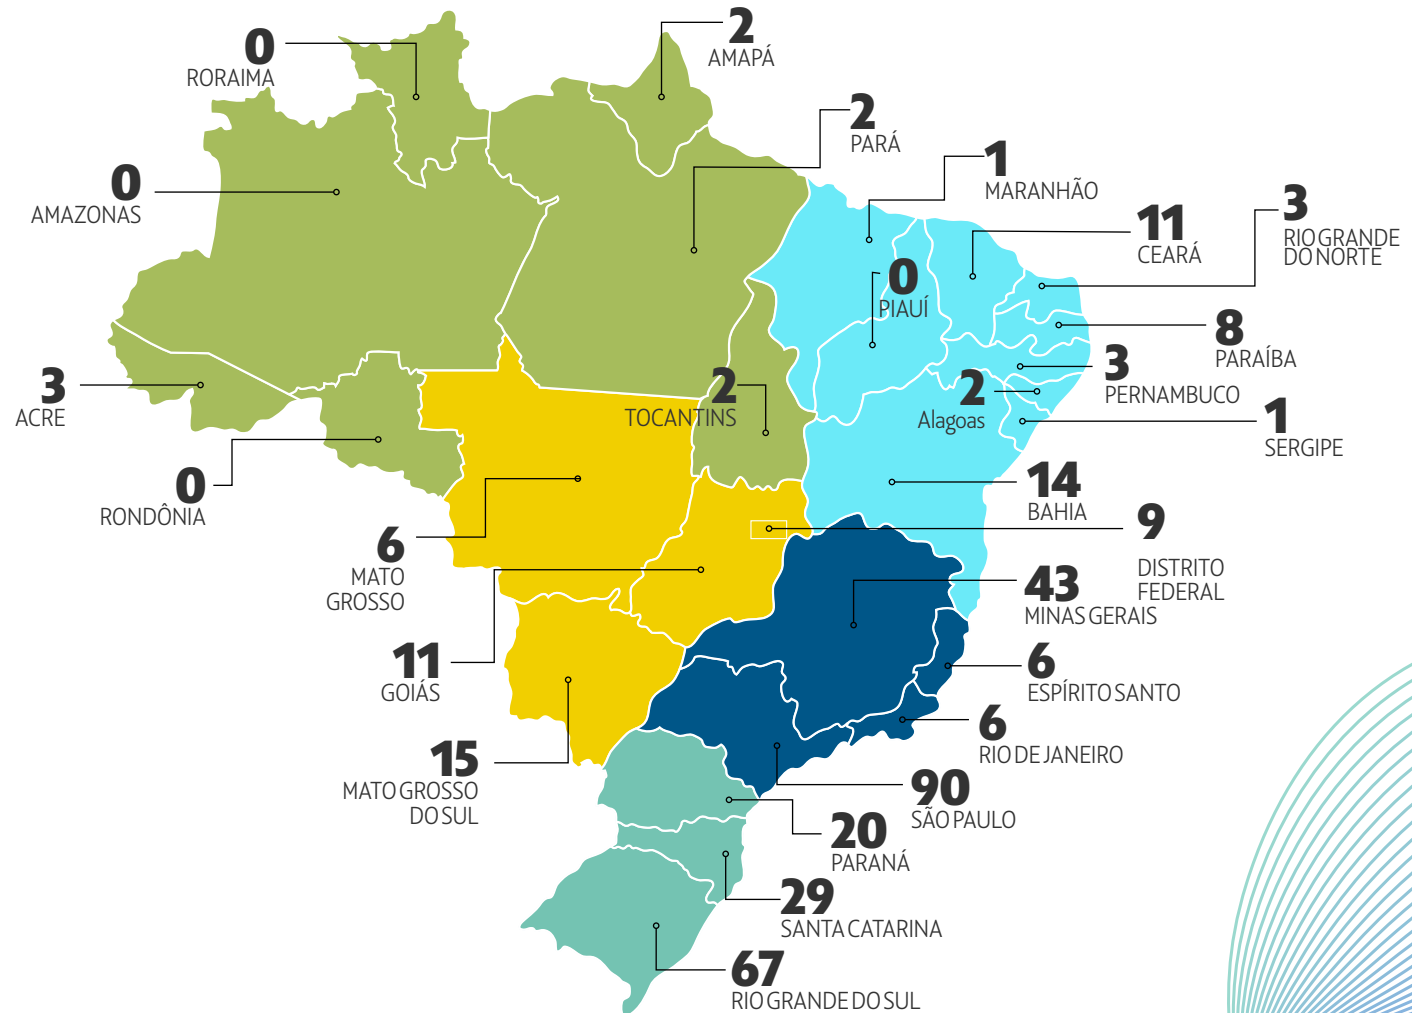 0
RORAIMA
2
AMAPÁ
2
PARÁ
0
AMAZONAS
1
MARANHÃO
3
RIO GRANDE
DO NORTE
11
CEARÁ
0
PIAUÍ
8
PARAÍBA
3
PERNAMBUCO
3
ACRE
2
TOCANTINS
2
Alagoas
1
SERGIPE
0
RONDÔNIA
14
BAHIA
9
DISTRITO
FEDERAL
6
MATO
GROSSO
43
MINAS GERAIS
11
GOIÁS
6
ESPÍRITO SANTO
6
RIO DE JANEIRO
15
MATO GROSSO
DO SUL
90
SÃO PAULO
20
PARANÁ
29
SANTA CATARINA
67
RIO GRANDE DO SUL